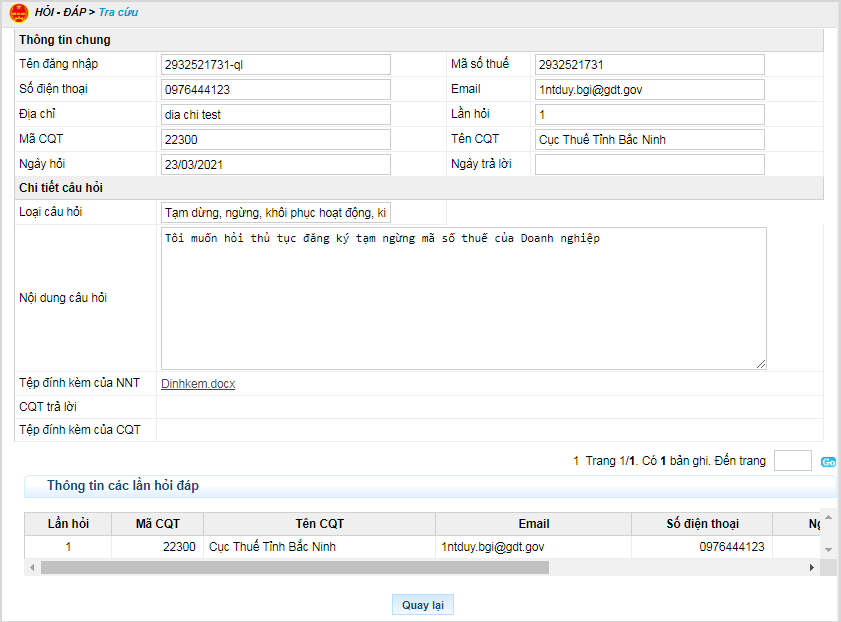 HỎI - ĐÁP > Tra cứu
Thông tin chung
Tên đăng nhập 2932521731-ql Mã số thuế 2932521731
Số điện thoại 0976444123 Email 1ntduy.bgi@gdt.gov
Địa chỉ dia chi test Lần hỏi 1
Mã CQT 22300 Tên CQT Cục Thuế Tỉnh Bắc Ninh
Ngày hỏi 23/03/2021 Ngày trả lời
Chi tiết câu hỏi
Loại câu hỏi Tạm dừng, ngừng, khôi phục hoạt động, ki
Nội dung câu hỏi Tôi muốn hỏi thủ tục đăng ký tạm ngừng mã số thuế của Doanh nghiệp
Tệp đính kèm của NNT Dinhkem.docx
CQT trả lời
Tệp đính kèm của CQT
1 Trang 1/1. Có 1 bản ghi. Đến trang Go
Thông tin các lần hỏi đáp
Lần hỏi Mã CQT Tên CQT Email Số điện thoại
1 22300 Cục Thuế Tỉnh Bắc Ninh 1ntduy.bgi@gdt.gov 0976444123
Quay lại